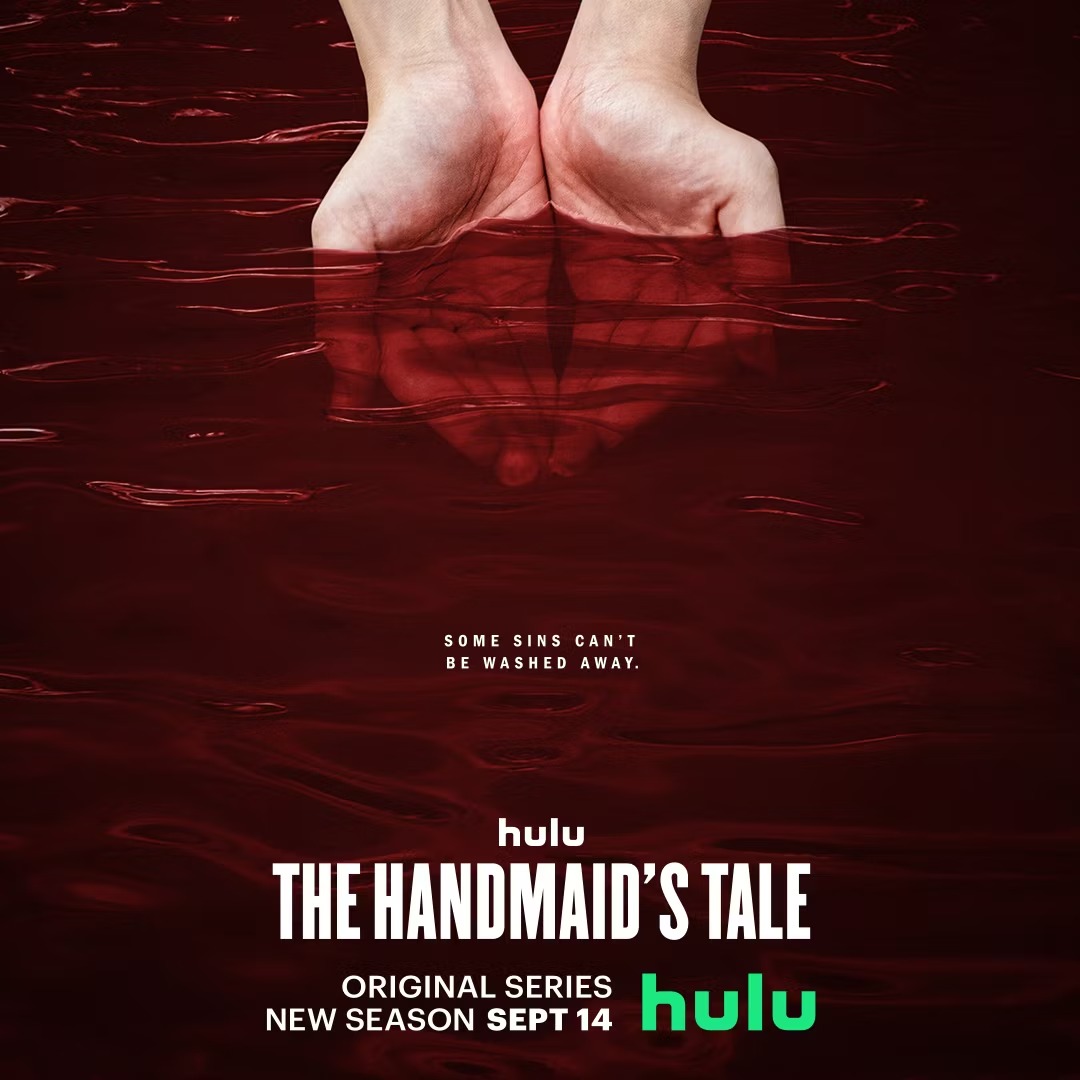 SOME SINS CAN'T
BE WASHED AWAY.
hulu
THE HANDMAID'S TALE
ORIGINAL SERIES
NEW SEASON SEPT 14
hulu